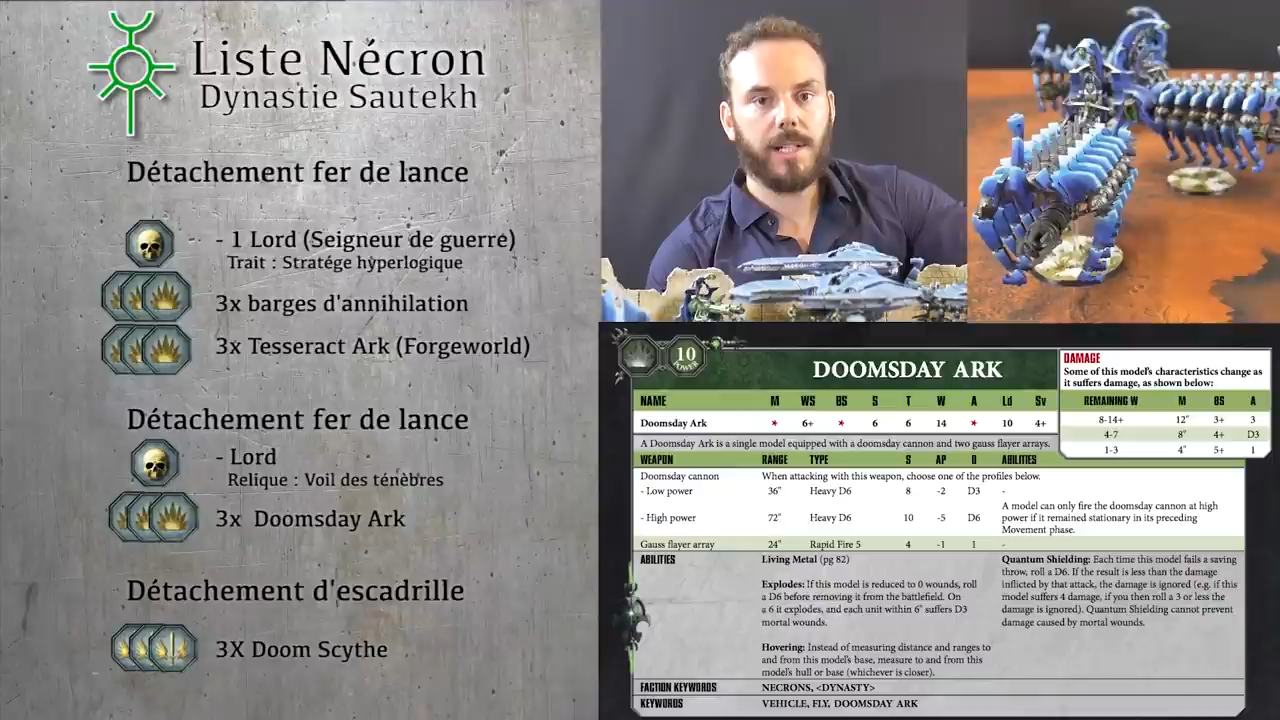 Liste Nécron
Dynastie Sautekh
Détachement fer de lance
- 1 Lord (Seigneur de guerre)
Trait : Stratége hyperlogique
3x barges d'annihilation
3x Tesseract Ark (Forgeworld)
Détachement fer de lance
- Lord
Relique : Voil des ténèbres
3x Doomsday Ark
Détachement d'escadrille
3X Doom Scythe
10
POWER
DOOMSDAY ARK
DAMAGE
Some of this model's characteristics change as
it suffers damage, as shown below:
REMAINING W M BS A
8-14+ 12" 3+ 3
4-7 8" 4+ D3
1-3 4" 5+ 1
NAME M WS BS S T W A Ld Sv
Doomsday Ark * 6+ * 6 6 14 * 10 4+
A Doomsday Ark is a single model equipped with a doomsday cannon and two gauss flayer arrays.
WEAPON RANGE TYPE S AP D ABILITIES
Doomsday cannon When attacking with this weapon, choose one of the profiles below.
- Low power 36" Heavy D6 8 -2 D3 -
- High power 72" Heavy D6 10 -5 D6 A model can only fire the doomsday cannon at high
power if it remained stationary in its preceding
Movement phase.
Gauss flayer array 24" Rapid Fire 5 4 -1 1 -
ABILITIES
Living Metal (pg 82)
Explodes: If this model is reduced to 0 wounds, roll
a D6 before removing it from the battlefield. On
a 6 it explodes, and each unit within 6" suffers D3
mortal wounds.
Hovering: Instead of measuring distance and ranges to
and from this model's base, measure to and from this
model's hull or base (whichever is closer).
Quantum Shielding: Each time this model fails a saving
throw, roll a D6. If the result is less than the damage
inflicted by that attack, the damage is ignored (e.g. if this
model suffers 4 damage, if you then roll a 3 or less the
damage is ignored). Quantum Shielding cannot prevent
damage caused by mortal wounds.
FACTION KEYWORDS NECRONS, <DYNASTY>
KEYWORDS VEHICLE, FLY, DOOMSDAY ARK